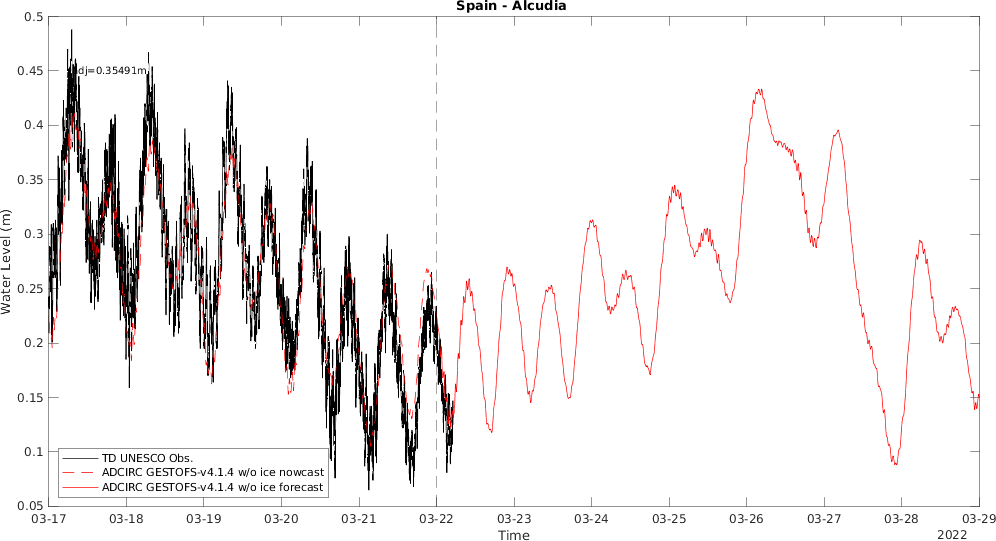 Spain - Alcudia
Water Level (m)
0.5
0.45
0.4
0.35
0.3
0.25
0.2
0.15
0.1
0.05
dj=0.35491m
TD UNESCO Obs.
ADCIRC GESTOFS-v4.1.4 w/o ice nowcast
ADCIRC GESTOFS-v4.1.4 w/o ice forecast
03-17 03-18 03-19 03-20 03-21 03-22 03-23 03-24 03-25 03-26 03-27 03-28 03-29
Time
2022